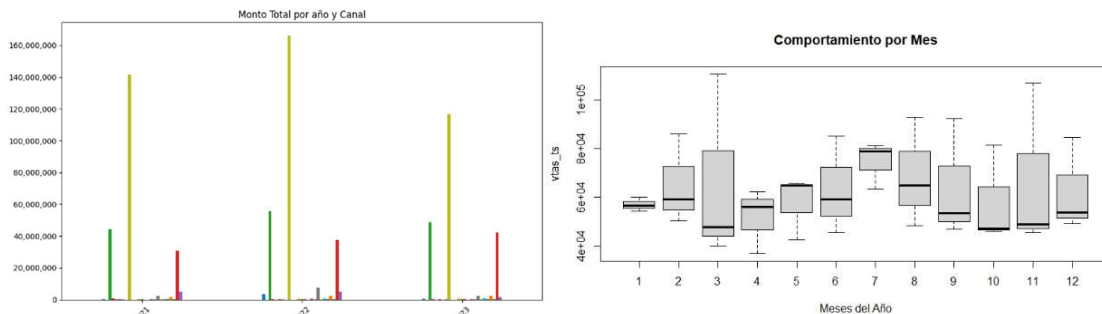 Monto Total por año y Canal
160,000,000
140,000,000
120,000,000
100,000,000
80,000,000
60,000,000
40,000,000
20,000,000
0
Comportamiento por Mes
vtas_ts
1e+05
8e+04
6e+04
4e+04
1 2 3 4 5 6 7 8 9 10 11 12
Meses del Año